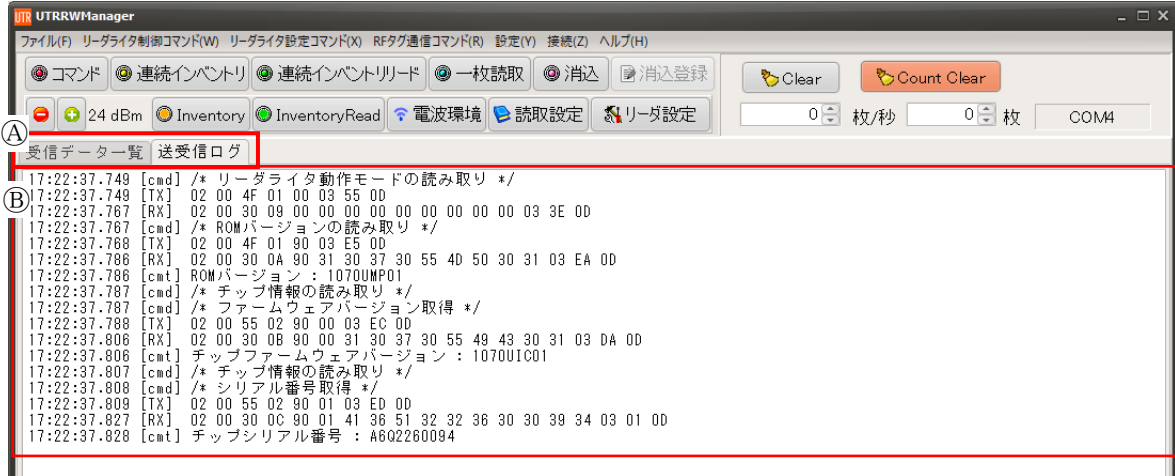 UTR UTRRWManager
ファイル(F) リーダライタ制御コマンド(W) リーダライタ設定コマンド(X) RFタグ通信コマンド(R) 設定(Y) 接続(Z) ヘルプ(H)
コマンド 連続インベントリ 連続インベントリリード 一枚読取 消込 消込登録 Clear Count Clear
24 dBm Inventory InventoryRead 電波環境 読取設定 リーダ設定 0 枚/秒 0 枚 COM4
Ⓐ
受信データ一覧 送受信ログ
Ⓑ
17:22:37.749 [cmd] /* リーダライタ動作モードの読み取り */
17:22:37.749 [TX] 02 00 4F 01 00 03 55 0D
17:22:37.767 [RX] 02 00 30 09 00 00 00 00 00 00 00 00 00 03 3E 0D
17:22:37.767 [cmd] /* ROMバージョンの読み取り */
17:22:37.768 [TX] 02 00 4F 01 90 03 E5 0D
17:22:37.786 [RX] 02 00 30 0A 90 31 30 37 30 55 4D 50 30 31 03 EA 0D
17:22:37.786 [cmt] ROMバージョン : 1070UMP01
17:22:37.787 [cmd] /* チップ情報の読み取り */
17:22:37.787 [cmd] /* ファームウェアバージョン取得 */
17:22:37.788 [TX] 02 00 55 02 90 00 03 EC 0D
17:22:37.806 [RX] 02 00 30 0B 90 00 31 30 37 30 55 49 43 30 31 03 DA 0D
17:22:37.806 [cmt] チップファームウェアバージョン : 1070UIC01
17:22:37.807 [cmd] /* チップ情報の読み取り */
17:22:37.808 [cmd] /* シリアル番号取得 */
17:22:37.809 [TX] 02 00 55 02 90 01 03 ED 0D
17:22:37.827 [RX] 02 00 30 0C 90 01 41 36 51 32 32 36 30 30 39 34 03 01 0D
17:22:37.828 [cmt] チップシリアル番号 : A6Q2260094